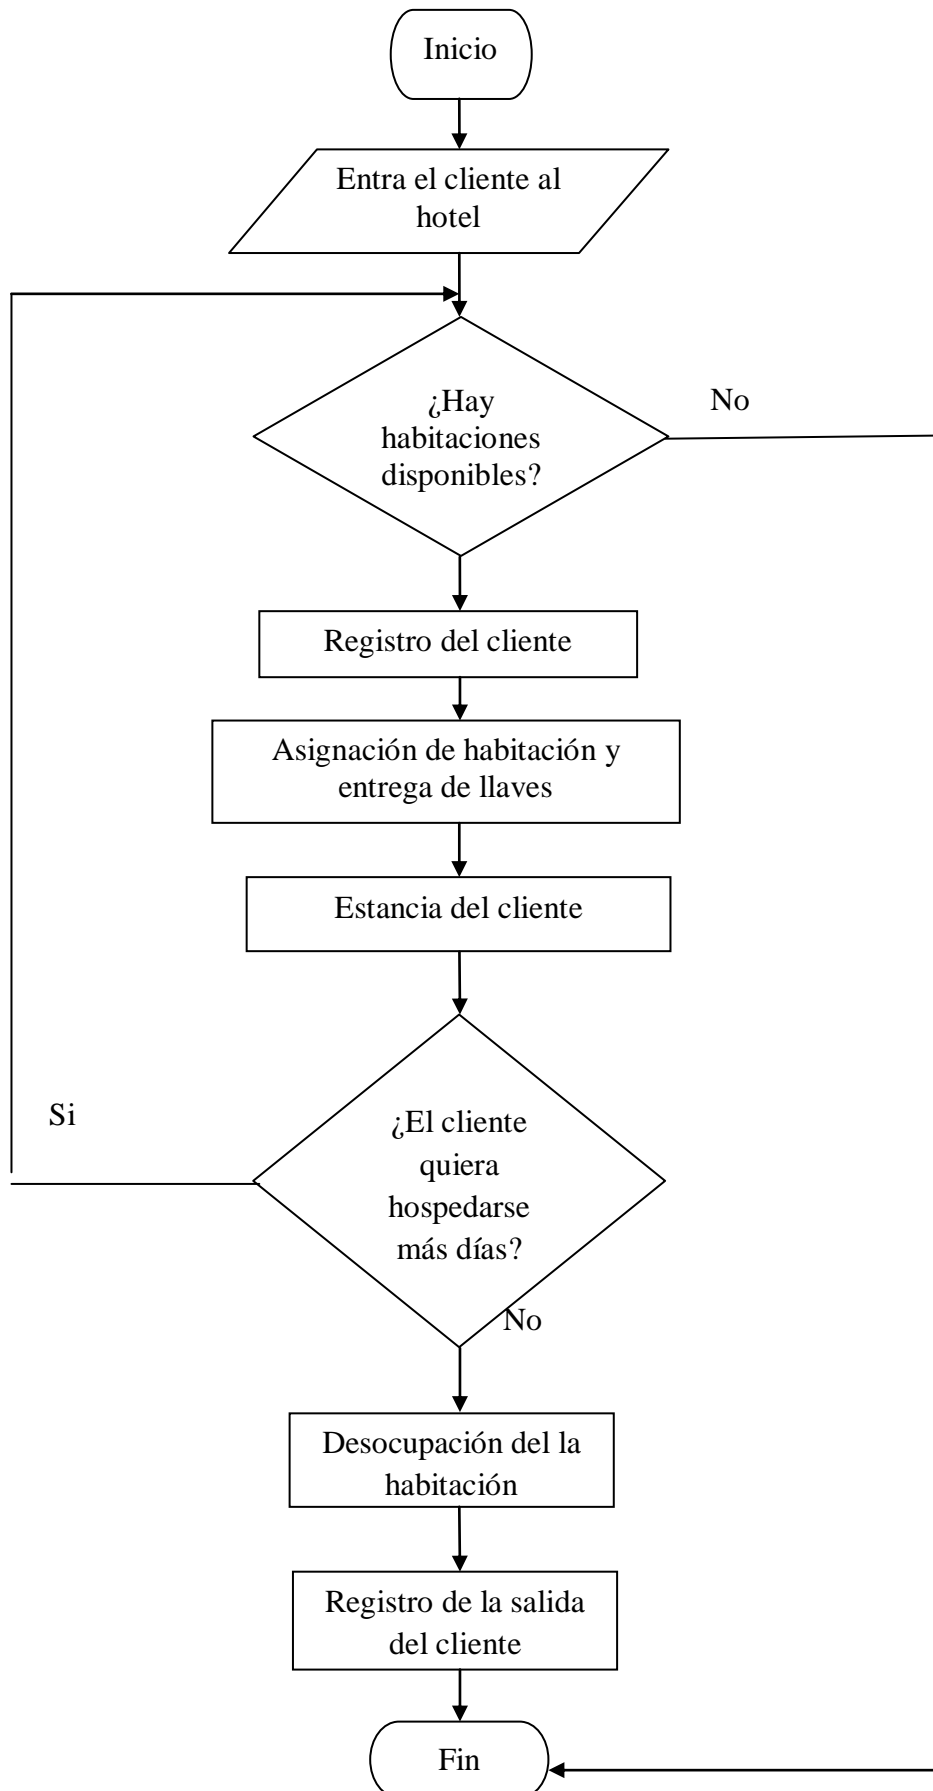 Inicio
Entra el cliente al
hotel
No
¿Hay
habitaciones
disponibles?
Registro del cliente
Asignación de habitación y
entrega de llaves
Estancia del cliente
Si
¿El cliente
quiera
hospedarse
más días?
No
Desocupación del la
habitación
Registro de la salida
del cliente
Fin